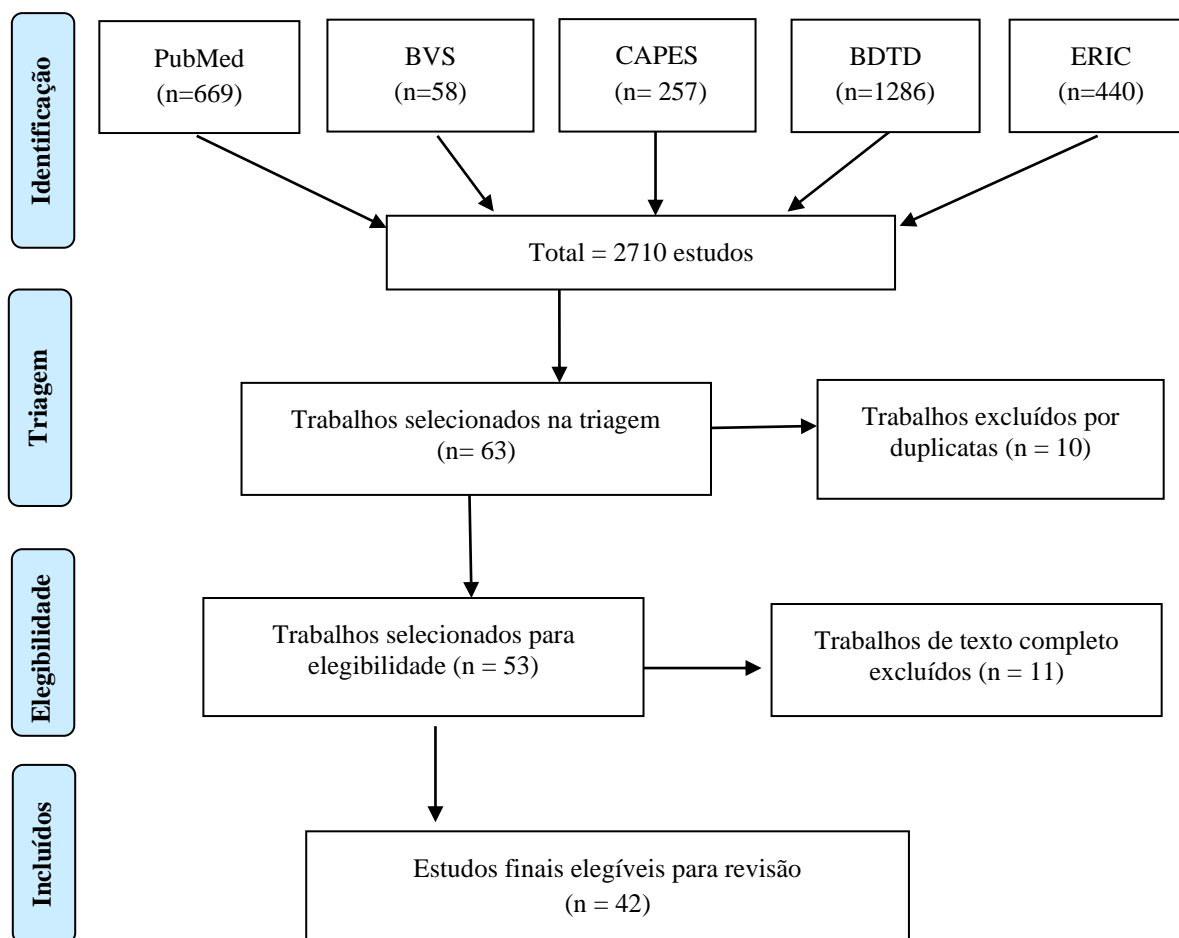 Identificação
PubMed
(n=669)
BVS
(n=58)
CAPES
(n= 257)
BDTD
(n=1286)
ERIC
(n=440)
Total = 2710 estudos
Triagem
Trabalhos selecionados na triagem
(n= 63)
Trabalhos excluídos por
duplicatas (n = 10)
Elegibilidade
Trabalhos selecionados para
elegibilidade (n = 53)
Trabalhos de texto completo
excluídos (n = 11)
Incluídos
Estudos finais elegíveis para revisão
(n = 42)